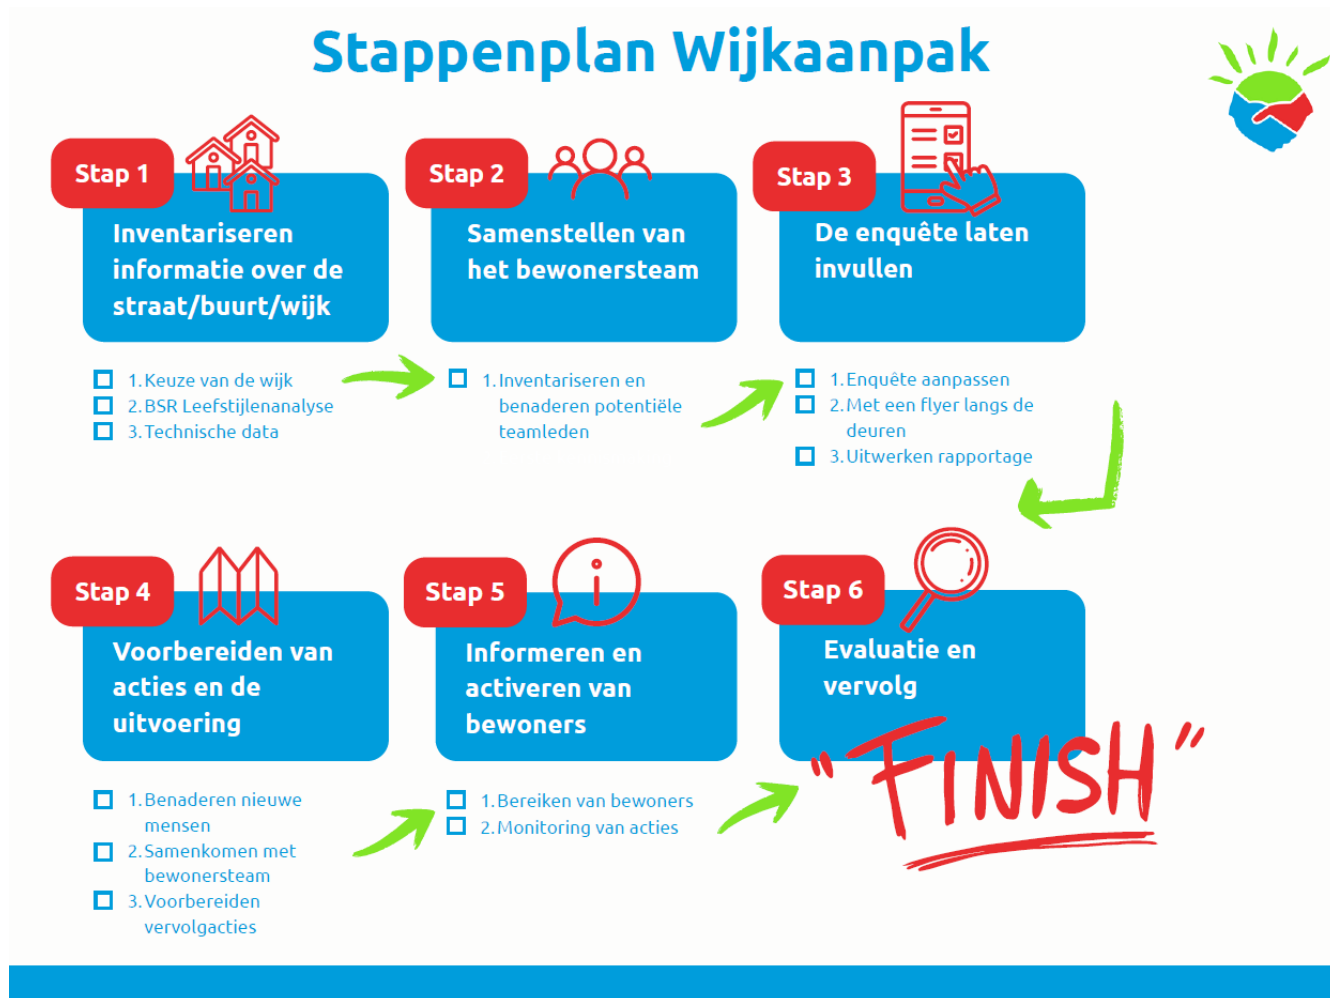 Stappenplan Wijkaanpak
Stap 1
Inventariseren
informatie over de
straat/buurt/wijk
1. Keuze van de wijk
2. BSR Leefstijlenanalyse
3. Technische data
Stap 2
Samenstellen van
het bewonersteam
1. Inventariseren en
benaderen potentiële
teamleden
Stap 3
De enquête laten
invullen
1. Enquête aanpassen
2. Met een flyer langs de
deuren
3. Uitwerken rapportage
Stap 4
Voorbereiden van
acties en de
uitvoering
1. Benaderen nieuwe
mensen
2. Samenkomen met
bewonersteam
3. Voorbereiden
vervolgacties
Stap 5
Informeren en
activeren van
bewoners
1. Bereiken van bewoners
2. Monitoring van acties
Stap 6
Evaluatie en
vervolg
"FINISH"